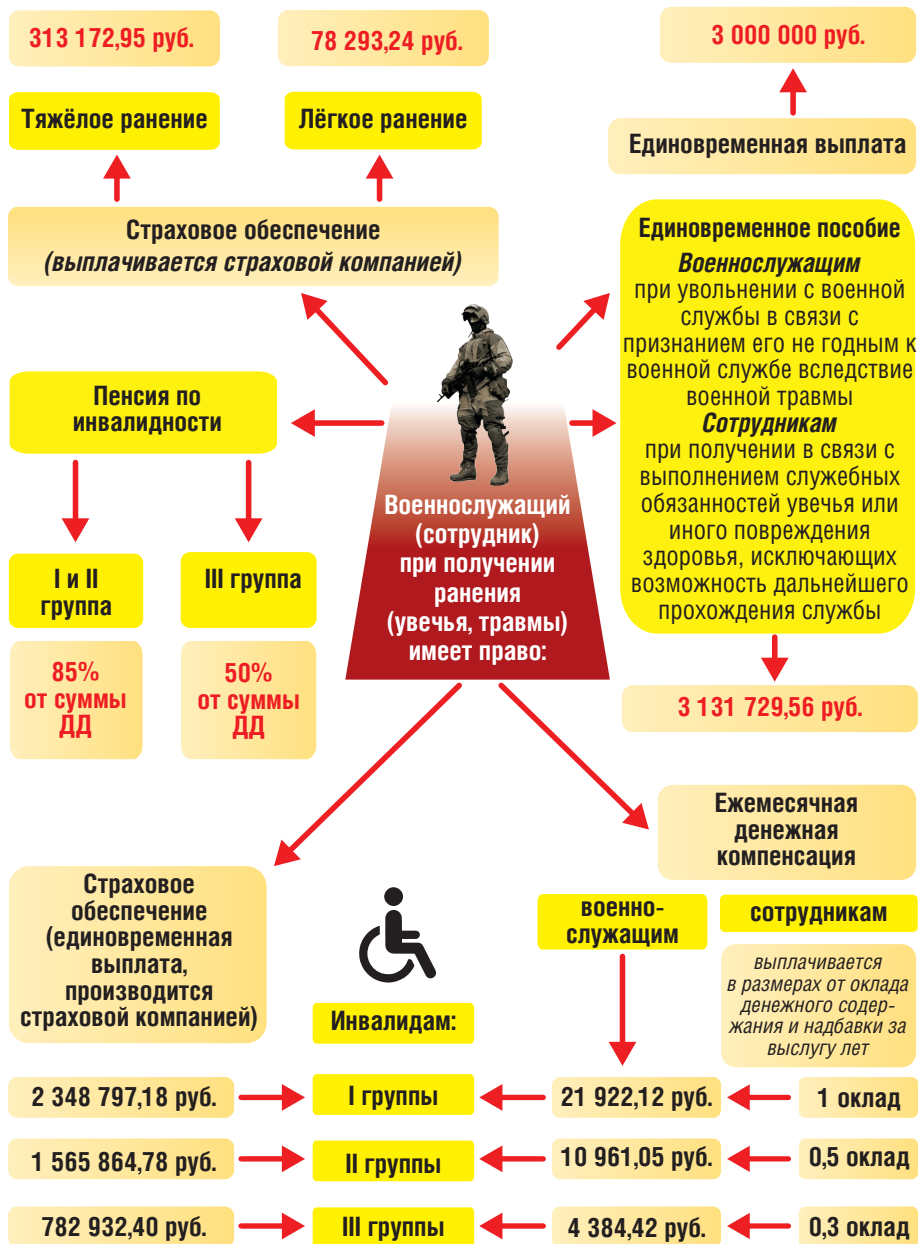 313 172,95 руб.
78 293,24 руб.
3 000 000 руб.
Тяжёлое ранение
Лёгкое ранение
Единовременная выплата
Страховое обеспечение
(выплачивается страховой компанией)
Единовременное пособие
Военнослужащим
при увольнении с военной
службы в связи с
признанием его не годным к
военной службе вследствие
военной травмы
Сотрудникам
при получении в связи с
выполнением служебных
обязанностей увечья или
иного повреждения
здоровья, исключающих
возможность дальнейшего
прохождения службы
3 131 729,56 руб.
Пенсия по
инвалидности
I и II
группа
III группа
85%
от суммы
ДД
50%
от суммы
ДД
Военнослужащий
(сотрудник)
при получении
ранения
(увечья, травмы)
имеет право:
Ежемесячная
денежная
компенсация
Страховое
обеспечение
(единовременная
выплата,
производится
страховой компанией)
Инвалидам:
военно-
служащим
сотрудникам
выплачивается
в размерах от оклада
денежного содер-
жания и надбавки за
выслугу лет
2 348 797,18 руб.
I группы
21 922,12 руб.
1 оклад
1 565 864,78 руб.
II группы
10 961,05 руб.
0,5 оклад
782 932,40 руб.
III группы
4 384,42 руб.
0,3 оклад